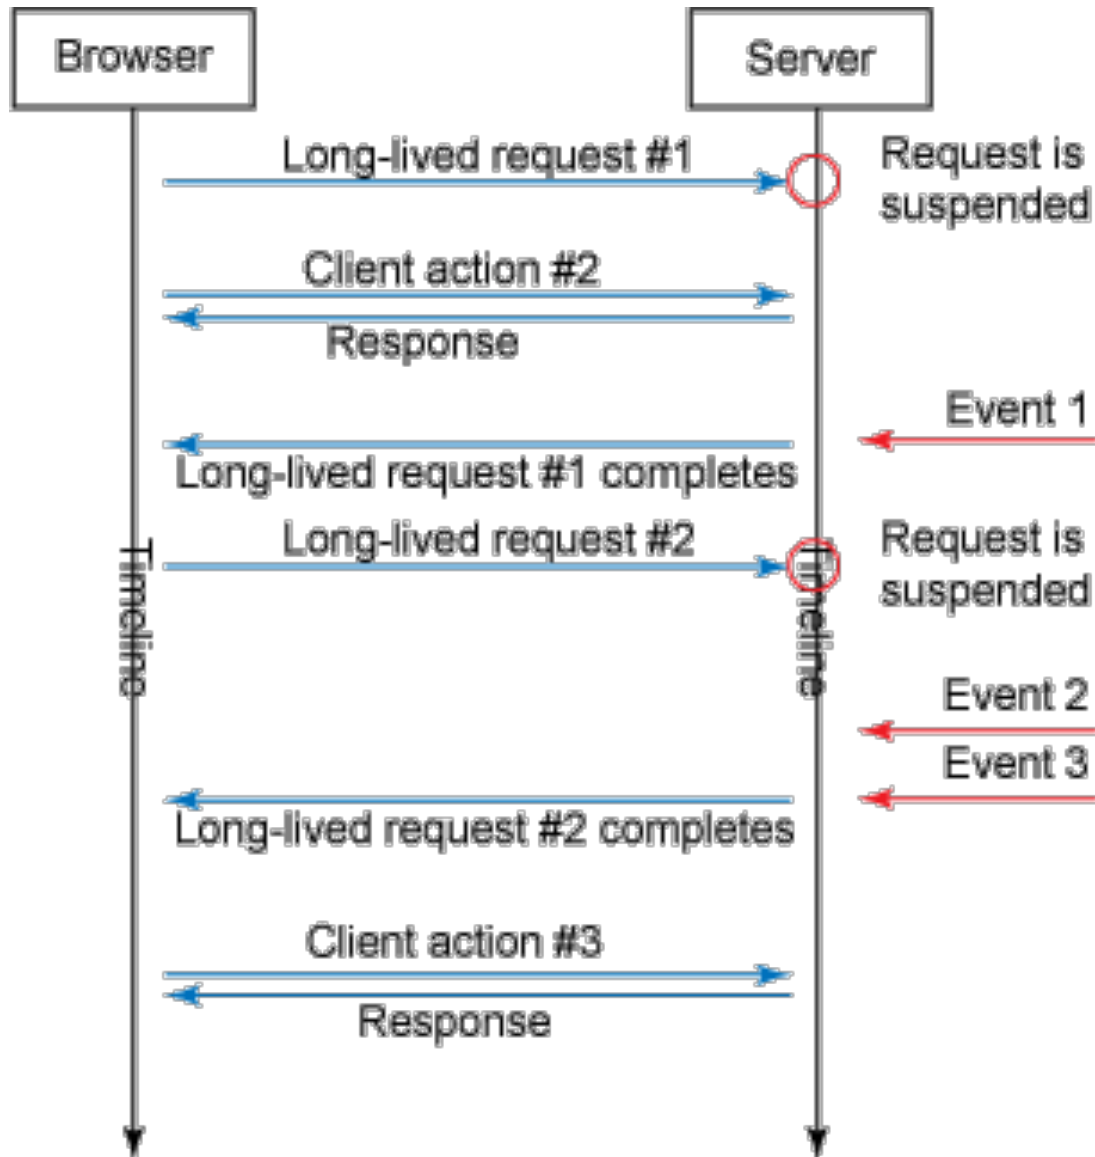 Browser
Server
Long-lived request #1
Request is
suspended
Client action #2
Response
Event 1
Long-lived request #1 completes
Long-lived request #2
Request is
suspended
Timeline
Timeline
Event 2
Event 3
Long-lived request #2 completes
Client action #3
Response